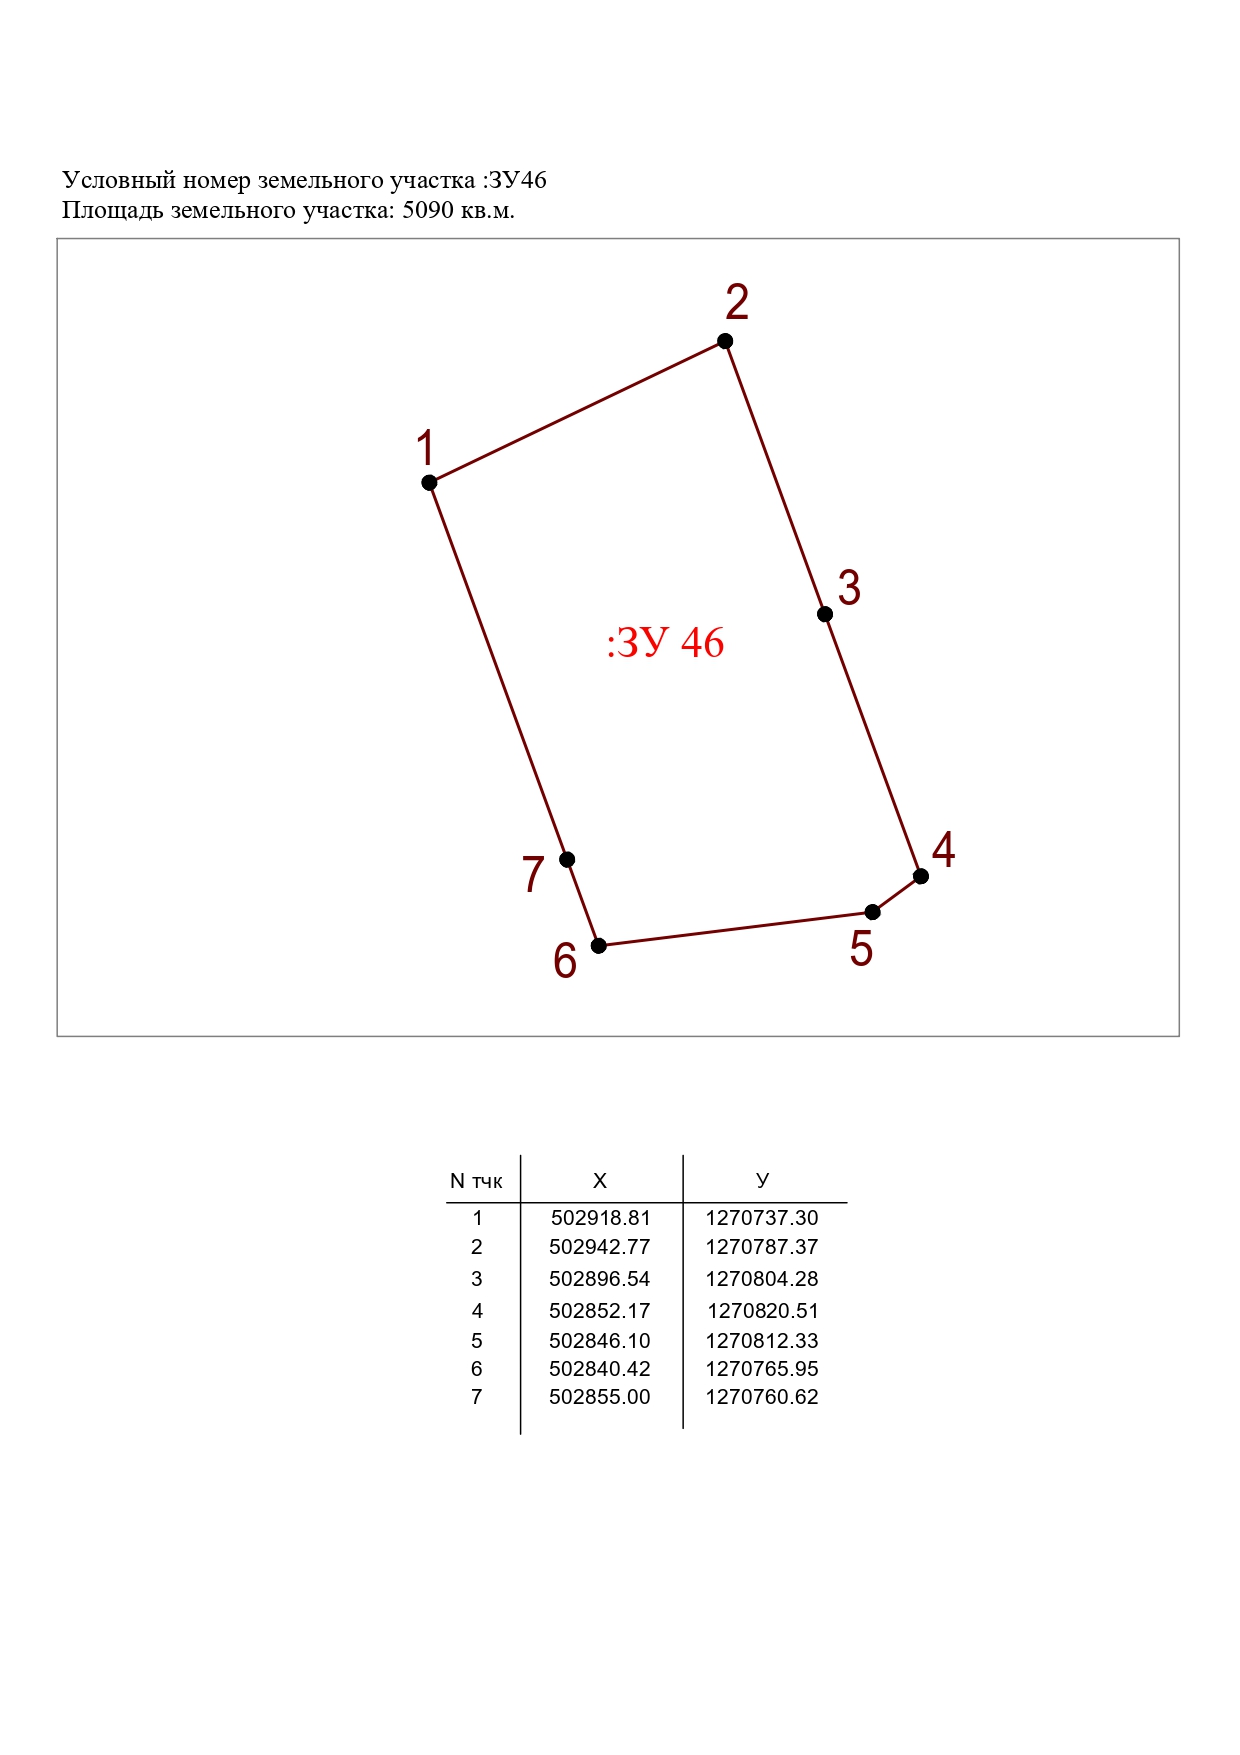 Условный номер земельного участка :ЗУ46
Площадь земельного участка: 5090 кв.м.
2
1
3
:ЗУ 46
4
7
5
6
N тчк X У
1 502918.81 1270737.30
2 502942.77 1270787.37
3 502896.54 1270804.28
4 502852.17 1270820.51
5 502846.10 1270812.33
6 502840.42 1270765.95
7 502855.00 1270760.62